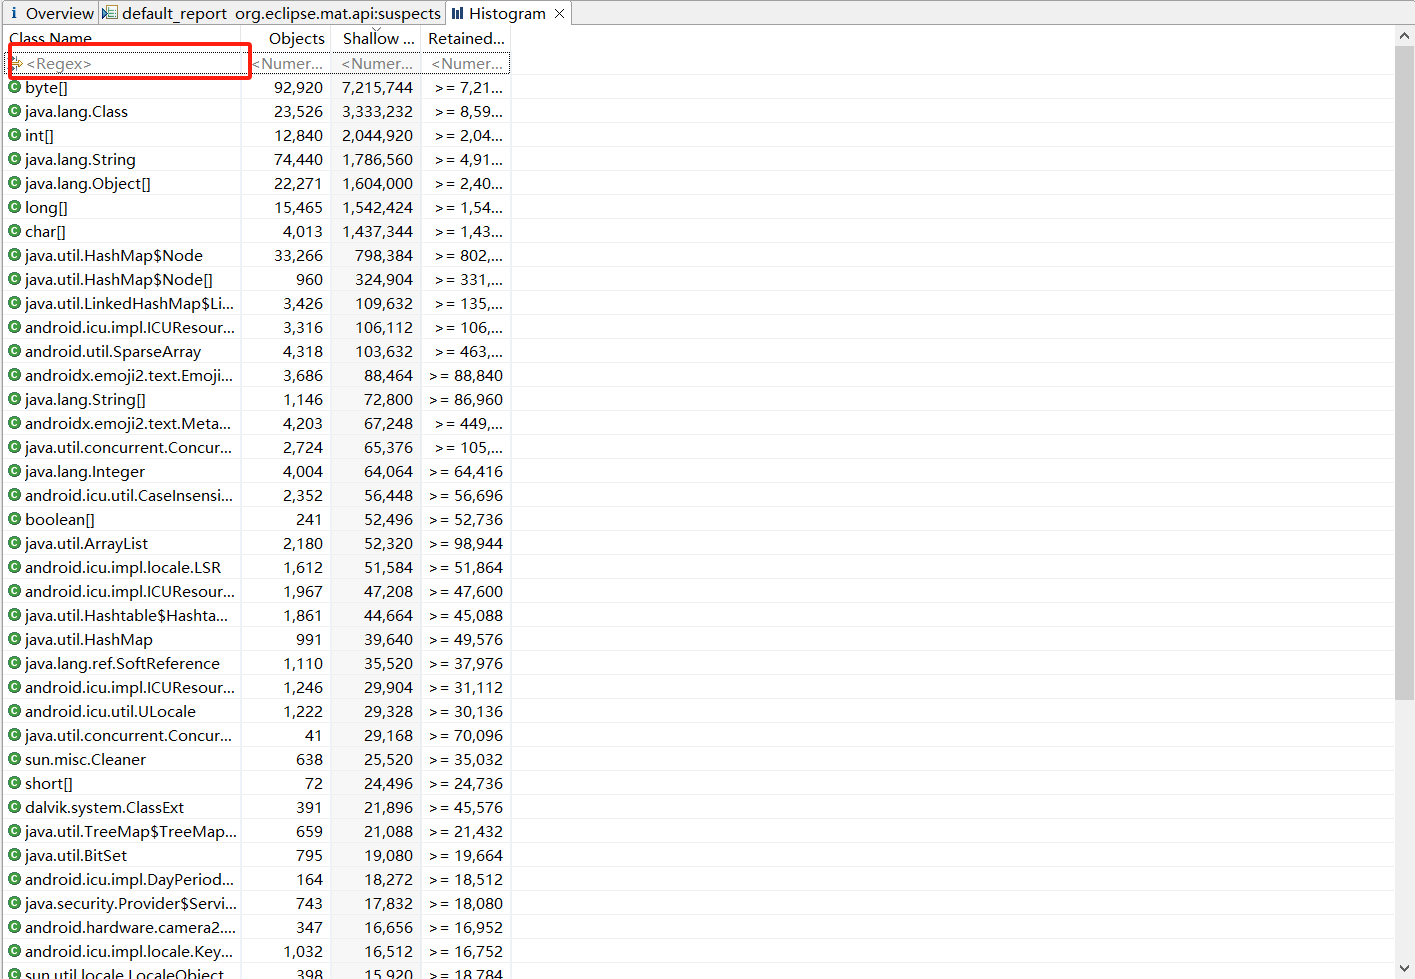 i Overview default_report org.eclipse.mat.api:suspects Histogram
Class Name Objects Shallow ... Retained...
<Regex> <Numer... <Numer... <Numer...
byte[] 92,920 7,215,744 >= 7,21...
java.lang.Class 23,526 3,333,232 >= 8,59...
int[] 12,840 2,044,920 >= 2,04...
java.lang.String 74,440 1,786,560 >= 4,91...
java.lang.Object[] 22,271 1,604,000 >= 2,40...
long[] 15,465 1,542,424 >= 1,54...
char[] 4,013 1,437,344 >= 1,43...
java.util.HashMap$Node 33,266 798,384 >= 802,...
java.util.HashMap$Node[] 960 324,904 >= 331,...
java.util.LinkedHashMap$Li... 3,426 109,632 >= 135,...
android.icu.impl.ICUResour... 3,316 106,112 >= 106,...
android.util.SparseArray 4,318 103,632 >= 463,...
androidx.emoji2.text.Emoji... 3,686 88,464 >= 88,840
java.lang.String[] 1,146 72,800 >= 86,960
androidx.emoji2.text.Meta... 4,203 67,248 >= 449,...
java.util.concurrent.Concur... 2,724 65,376 >= 105,...
java.lang.Integer 4,004 64,064 >= 64,416
android.icu.util.CaseInsensi... 2,352 56,448 >= 56,696
boolean[] 241 52,496 >= 52,736
java.util.ArrayList 2,180 52,320 >= 98,944
android.icu.impl.locale.LSR 1,612 51,584 >= 51,864
android.icu.impl.ICUResour... 1,967 47,208 >= 47,600
java.util.Hashtable$Hashta... 1,861 44,664 >= 45,088
java.util.HashMap 991 39,640 >= 49,576
java.lang.ref.SoftReference 1,110 35,520 >= 37,976
android.icu.impl.ICUResour... 1,246 29,904 >= 31,112
android.icu.util.ULocale 1,222 29,328 >= 30,136
java.util.concurrent.Concur... 41 29,168 >= 70,096
sun.misc.Cleaner 638 25,520 >= 35,032
short[] 72 24,496 >= 24,736
dalvik.system.ClassExt 391 21,896 >= 45,576
java.util.TreeMap$TreeMap... 659 21,088 >= 21,432
java.util.BitSet 795 19,080 >= 19,664
android.icu.impl.DayPeriod... 164 18,272 >= 18,512
java.security.Provider$Servi... 743 17,832 >= 18,080
android.hardware.camera2.... 347 16,656 >= 16,952
android.icu.impl.locale.Key... 1,032 16,512 >= 16,752
sun.util.locale.LocaleObject 398 15,920 >= 18,784